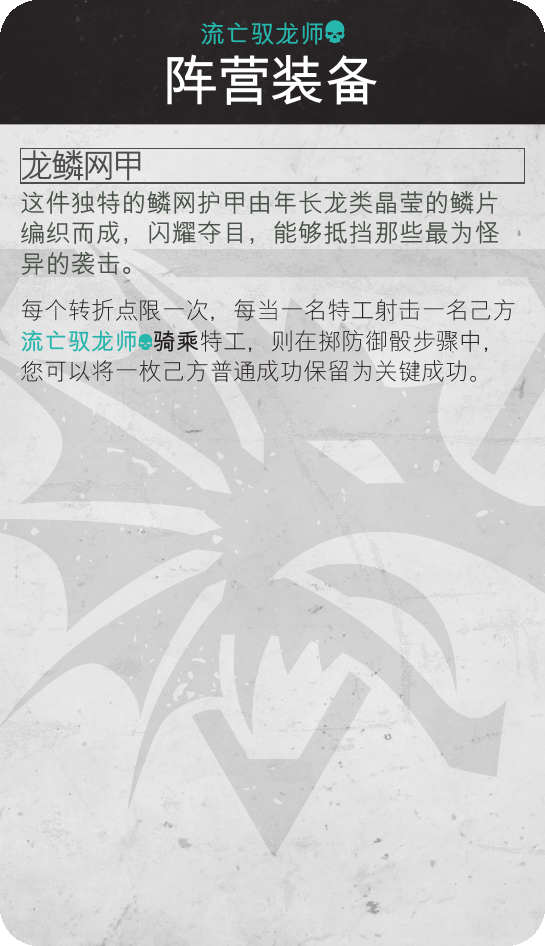 流亡驭龙师
阵营装备
龙鳞网甲
这件独特的鳞网护甲由年长龙类晶莹的鳞片
编织而成，闪耀夺目，能够抵挡那些最为怪
异的袭击。
每个转折点限一次，每当一名特工射击一名己方
流亡驭龙师骑乘特工，则在掷防御骰步骤中，
您可以将一枚己方普通成功保留为关键成功。